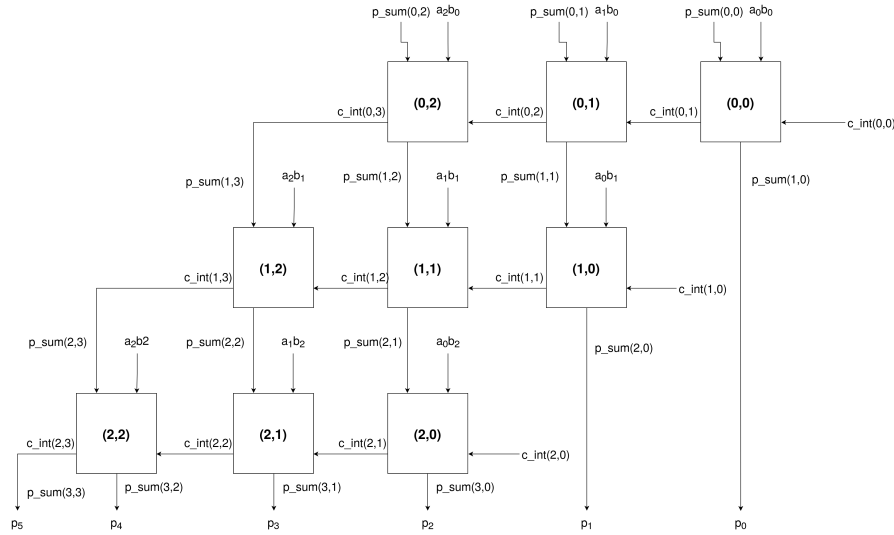 p_sum(0,2) a₂b₀ p_sum(0,1) a₁b₀ p_sum(0,0) a₀b₀
(0,2) (0,1) (0,0)
c_int(0,3) c_int(0,2) c_int(0,1) c_int(0,0)
p_sum(1,3) a₂b₁ p_sum(1,2) a₁b₁ p_sum(1,1) a₀b₁ p_sum(1,0)
(1,2) (1,1) (1,0)
c_int(1,3) c_int(1,2) c_int(1,1) c_int(1,0)
p_sum(2,3) a₂b2 p_sum(2,2) a₁b₂ p_sum(2,1) a₀b₂ p_sum(2,0)
(2,2) (2,1) (2,0)
c_int(2,3) c_int(2,2) c_int(2,1) c_int(2,0)
p_sum(3,3) p_sum(3,2) p_sum(3,1) p_sum(3,0)
p₅ p₄ p₃ p₂ p₁ p₀